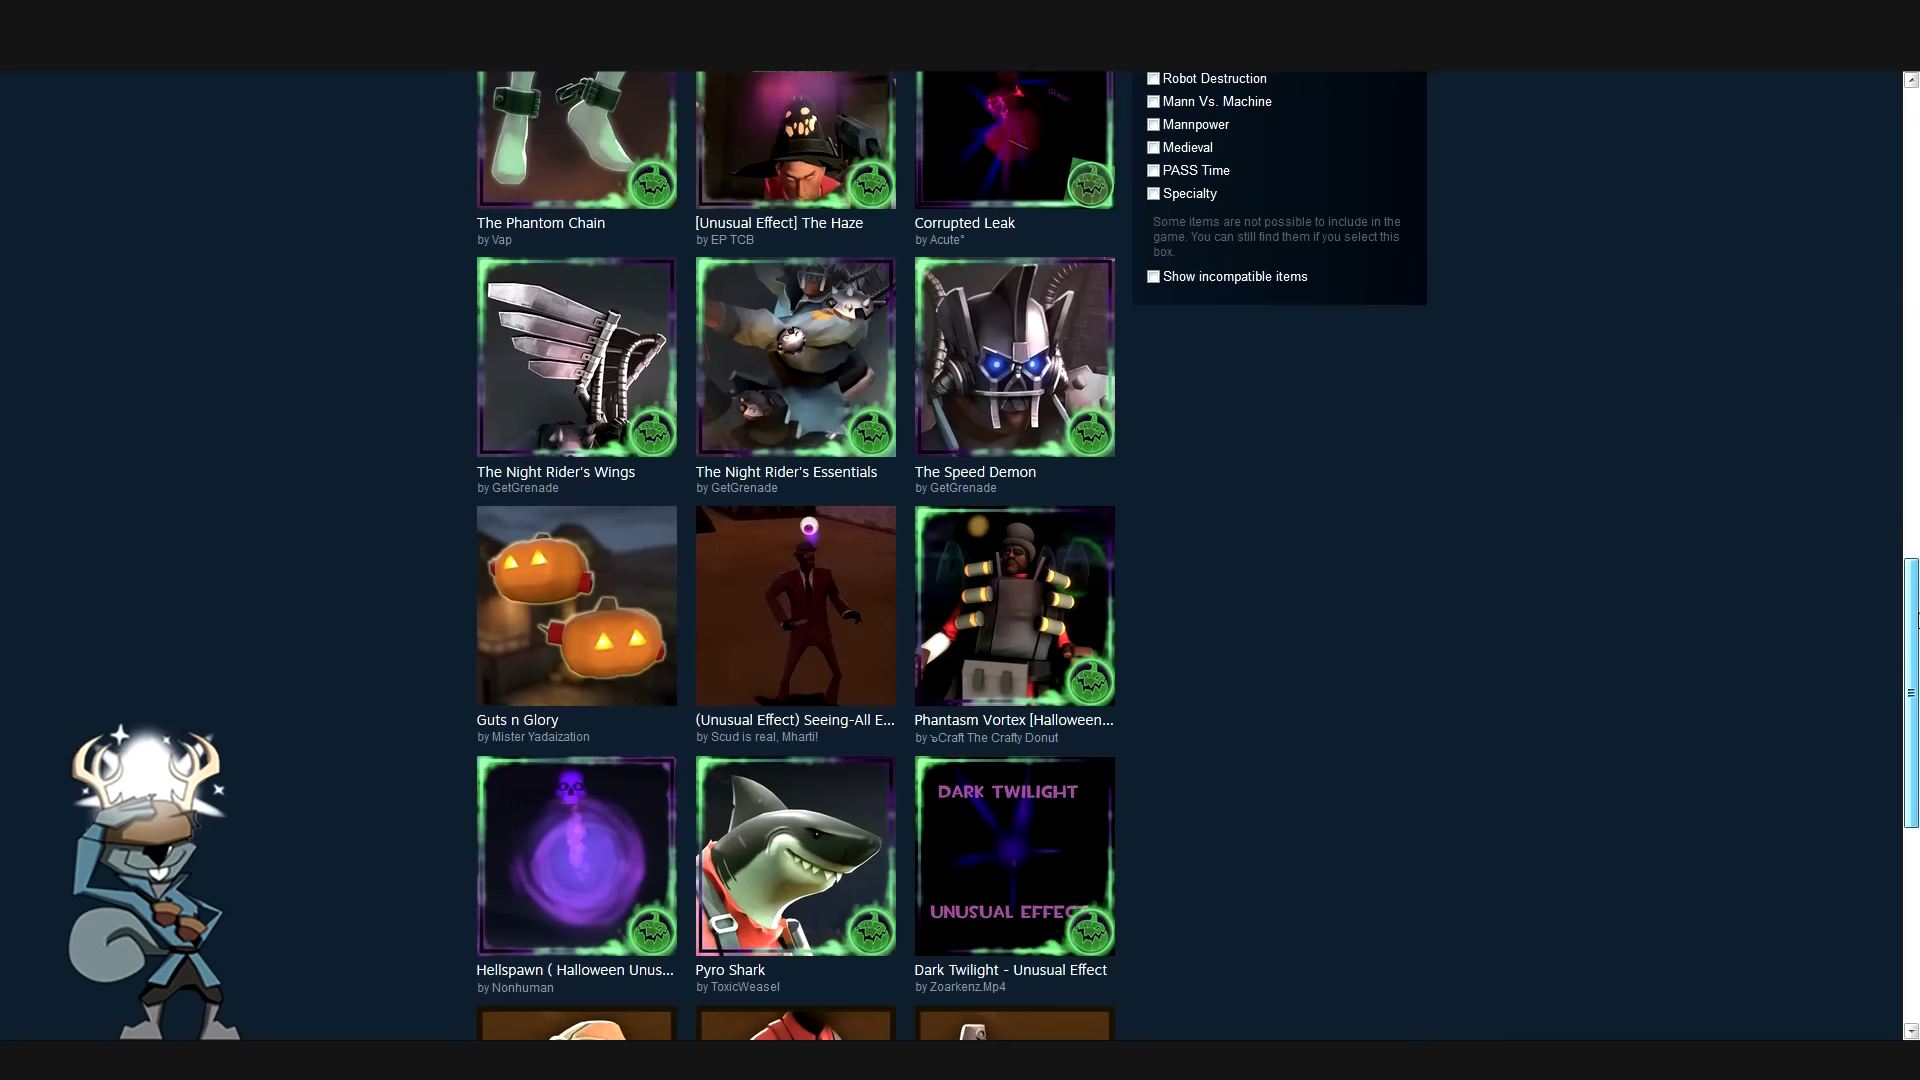 Robot Destruction
Mann Vs. Machine
Mannpower
Medieval
PASS Time
Specialty
Some items are not possible to include in the
game. You can still find them if you select this
box.
Show incompatible items
The Phantom Chain
by Vap
[Unusual Effect] The Haze
by EP TCB
Corrupted Leak
by Acute°
The Night Rider's Wings
by GetGrenade
The Night Rider's Essentials
by GetGrenade
The Speed Demon
by GetGrenade
Guts n Glory
by Mister Yadaization
(Unusual Effect) Seeing-All E...
by Scud is real, Mharti!
Phantasm Vortex [Halloween...
by ъCraft The Crafty Donut
DARK TWILIGHT
UNUSUAL EFFECT
Hellspawn ( Halloween Unus...
by Nonhuman
Pyro Shark
by ToxicWeasel
Dark Twilight - Unusual Effect
by Zoarkenz.Mp4